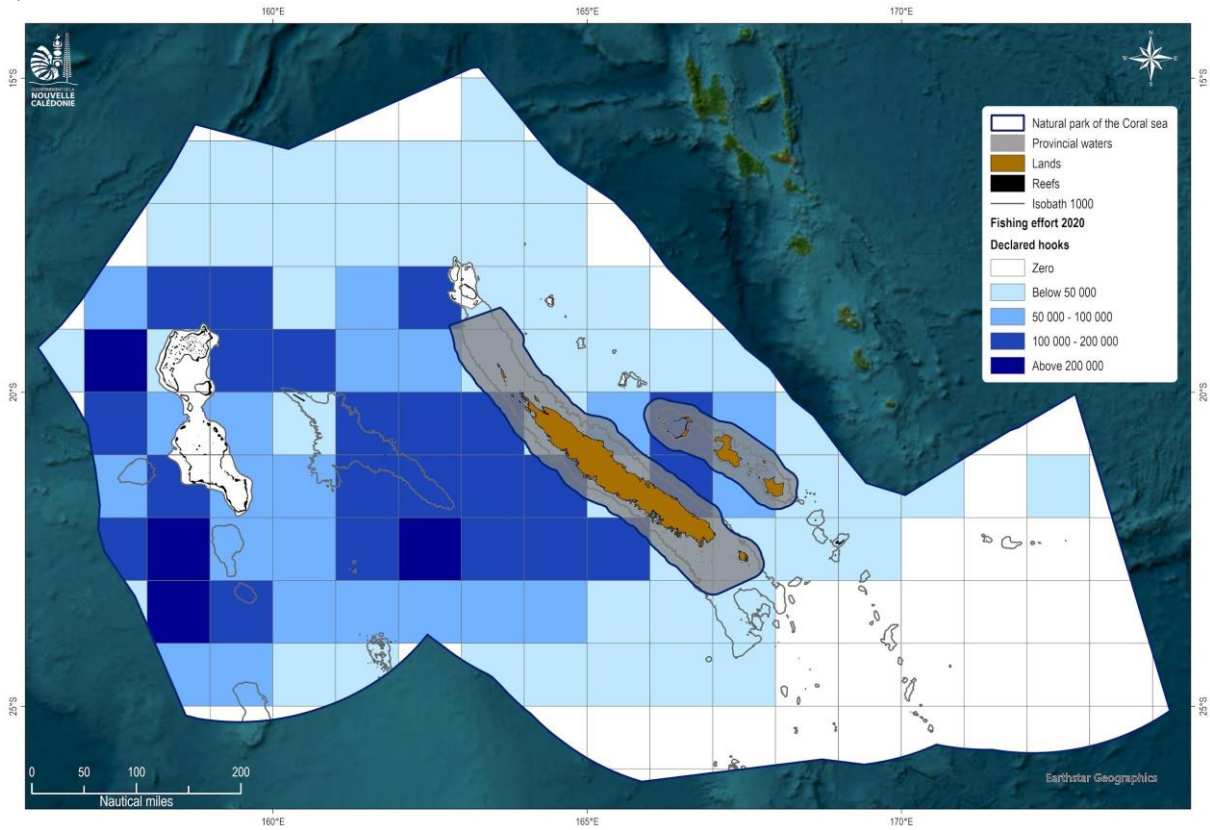 160°E 165°E 170°E
15°S 15°S
GOUVERNEMENT DE LA
NOUVELLE
CALÉDONIE
N
W E
S
Natural park of the Coral sea
Provincial waters
Lands
Reefs
Isobath 1000
Fishing effort 2020
Declared hooks
Zero
Below 50 000
50 000 - 100 000
100 000 - 200 000
Above 200 000
20°S 20°S
25°S 25°S
0 50 100 200
Nautical miles
Earthstar Geographics
160°E 165°E 170°E